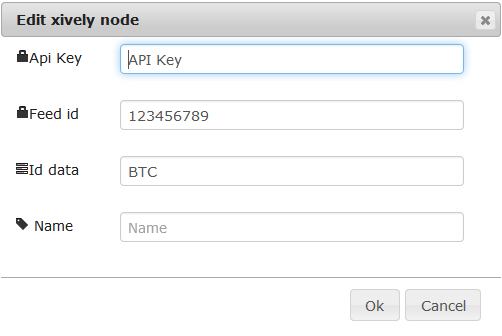 Edit xively node
Api Key API Key
Feed id 123456789
Id data BTC
Name Name
Ok Cancel